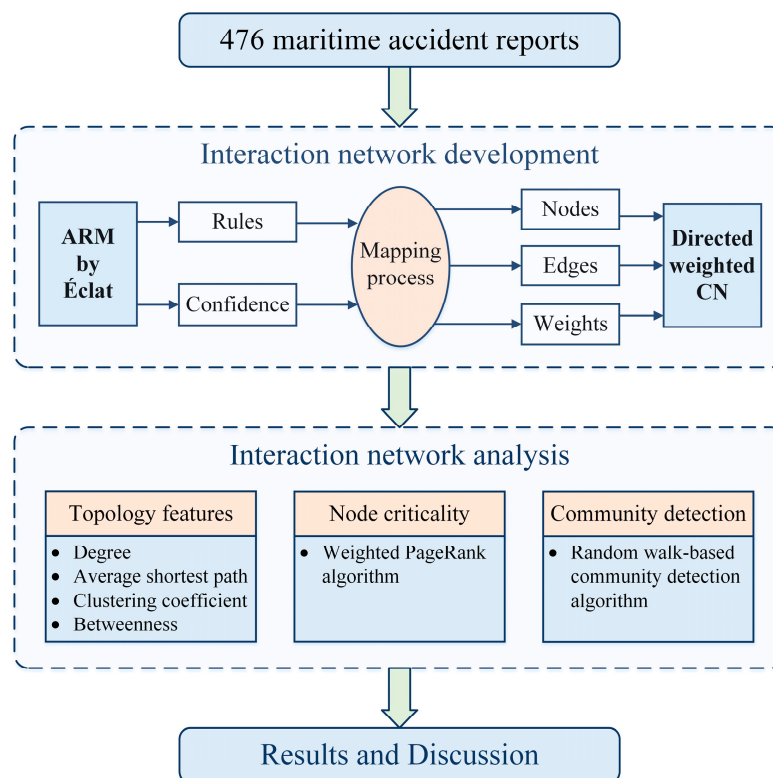 476 maritime accident reports
Interaction network development
ARM
by
Éclat
Rules
Confidence
Mapping
process
Nodes
Edges
Weights
Directed
weighted
CN
Interaction network analysis
Topology features
• Degree
• Average shortest path
• Clustering coefficient
• Betweenness
Node criticality
• Weighted PageRank
algorithm
Community detection
• Random walk-based
community detection
algorithm
Results and Discussion